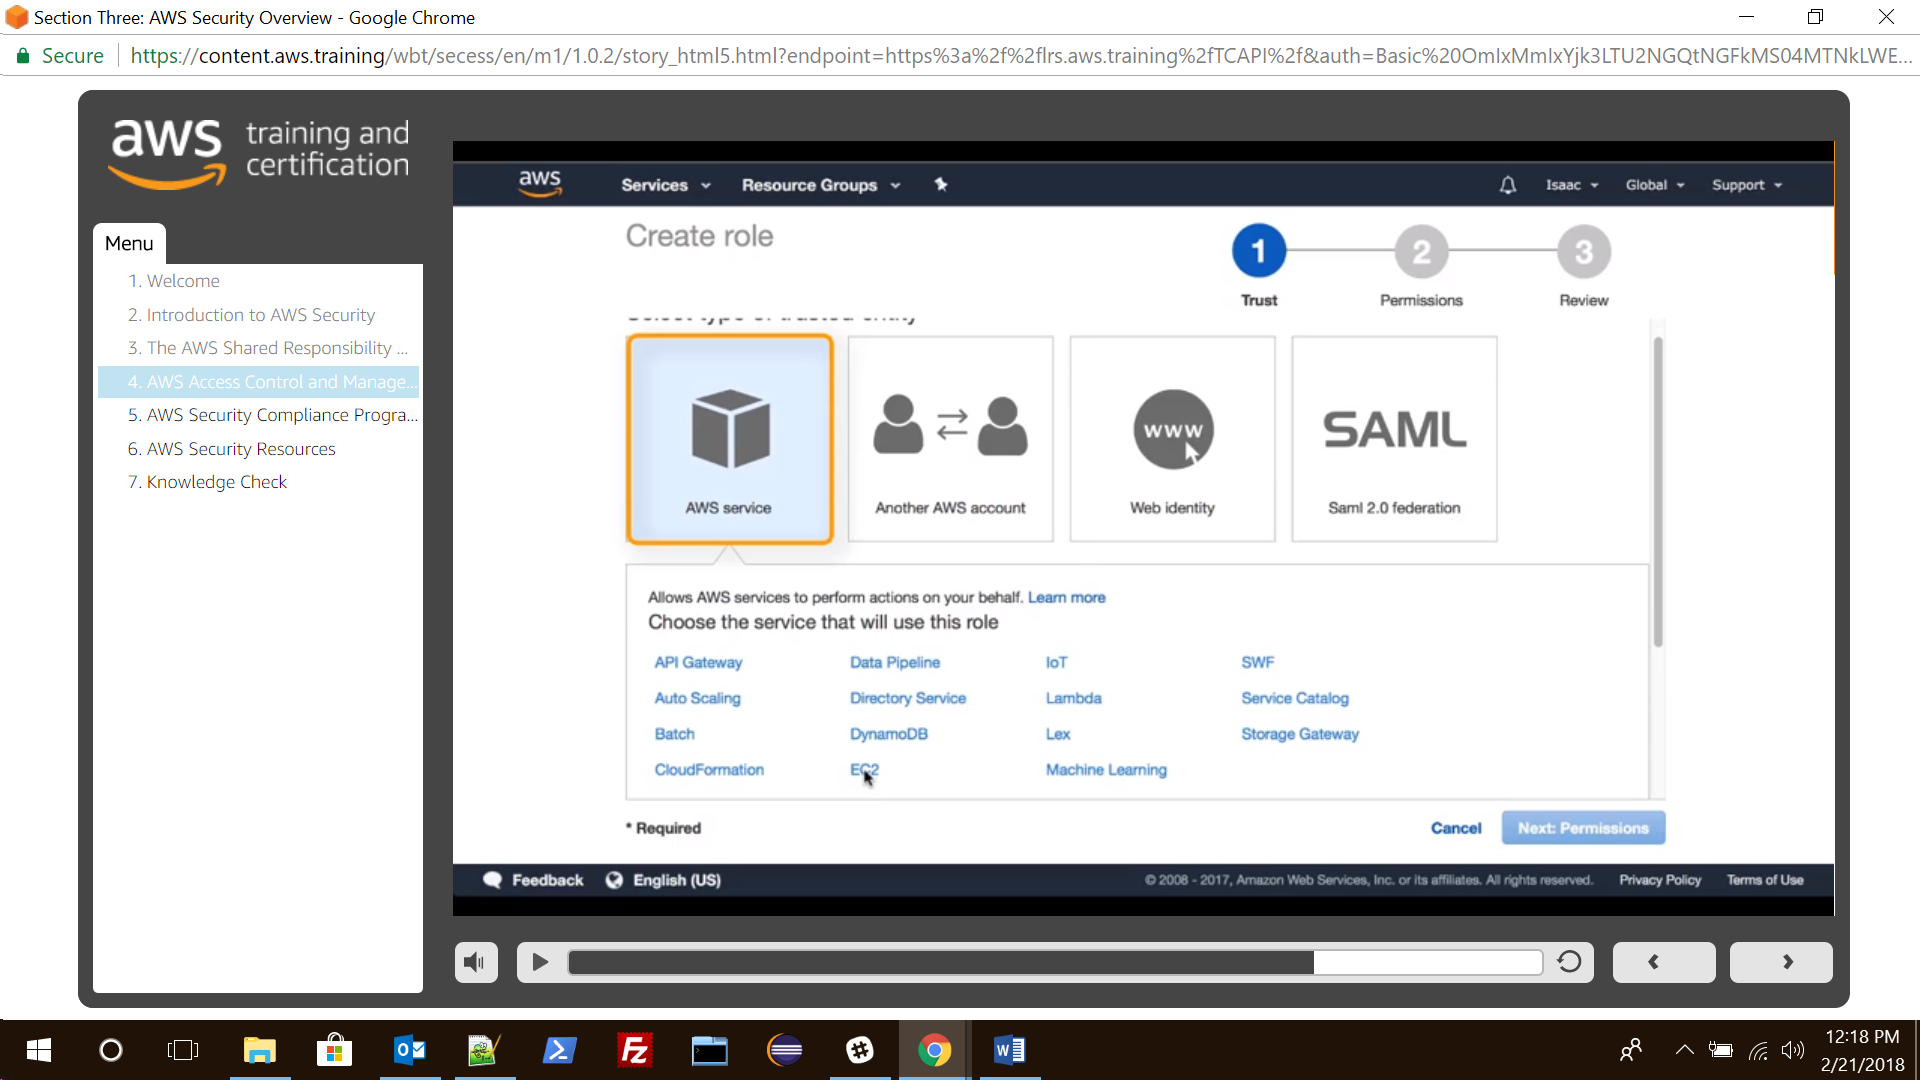 Section Three: AWS Security Overview - Google Chrome
Secure
https://content.aws.training/wbt/secess/en/m1/1.0.2/story_html5.html?endpoint=https%3a%2f%2flrs.aws.training%2fTCAPI%2f&auth=Basic%20OmIxMmIxYjk3LTU2NGQtNGFkMS04MTNkLWE...
aws training and certification
Menu
1. Welcome
2. Introduction to AWS Security
3. The AWS Shared Responsibility ...
4. AWS Access Control and Manage...
5. AWS Security Compliance Progra...
6. AWS Security Resources
7. Knowledge Check
aws Services Resource Groups Isaac Global Support
Create role
1 2 3
Trust Permissions Review
Select type of trusted entity
www SAML
AWS service Another AWS account Web identity Saml 2.0 federation
Allows AWS services to perform actions on your behalf. Learn more
Choose the service that will use this role
API Gateway Data Pipeline IoT SWF
Auto Scaling Directory Service Lambda Service Catalog
Batch DynamoDB Lex Storage Gateway
CloudFormation EC2 Machine Learning
* Required Cancel Next: Permissions
Feedback English (US) © 2008 - 2017, Amazon Web Services, Inc. or its affiliates. All rights reserved. Privacy Policy Terms of Use
12:18 PM
2/21/2018